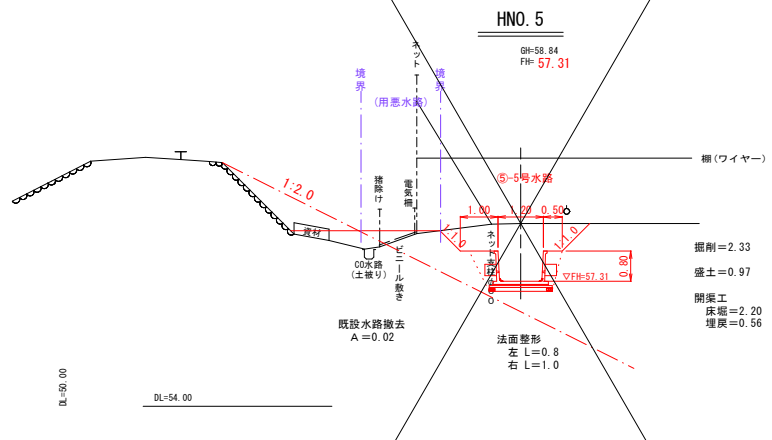 HNO.5
GH=58.84
FH= 57.31
ネット
境界
境界
(用悪水路)
棚(ワイヤー)
⑤-5号水路
1:2.0
猪除け
電気柵
1.00
1.20
0.50
資材
1:1.0
1:1.0
ネット支柱
CO水路
(土被り)
ビニール敷き
▽FH=57.31
0.80
掘削=2.33
盛土=0.97
開渠工
床堀=2.20
埋戻=0.56
既設水路撤去
A=0.02
法面整形
左 L=0.8
右 L=1.0
DL=50.00
DL=54.00